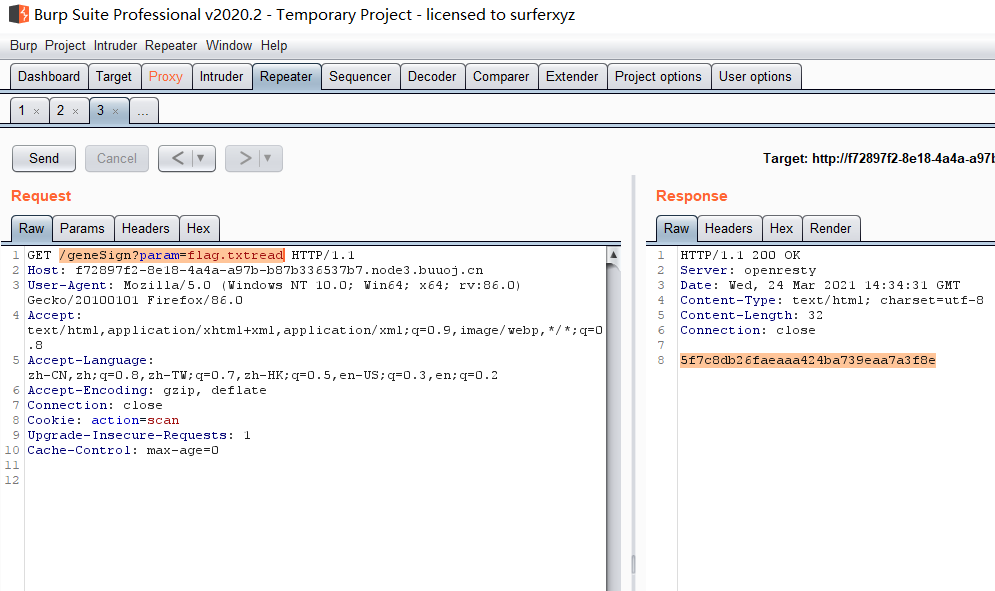 Burp Suite Professional v2020.2 - Temporary Project - licensed to surferxyz
Burp Project Intruder Repeater Window Help
Dashboard Target Proxy Intruder Repeater Sequencer Decoder Comparer Extender Project options User options
1 × 2 × 3 × ...
Send Cancel < ▼ > ▼ Target: http://f72897f2-8e18-4a4a-a97b
Request
Raw Params Headers Hex
1 GET /geneSign?param=flag.txtread HTTP/1.1
2 Host: f72897f2-8e18-4a4a-a97b-b87b336537b7.node3.buuoj.cn
3 User-Agent: Mozilla/5.0 (Windows NT 10.0; Win64; x64; rv:86.0)
Gecko/20100101 Firefox/86.0
4 Accept:
text/html,application/xhtml+xml,application/xml;q=0.9,image/webp,*/*;q=0
.8
5 Accept-Language:
zh-CN,zh;q=0.8,zh-TW;q=0.7,zh-HK;q=0.5,en-US;q=0.3,en;q=0.2
6 Accept-Encoding: gzip, deflate
7 Connection: close
8 Cookie: action=scan
9 Upgrade-Insecure-Requests: 1
10 Cache-Control: max-age=0
11
12
Response
Raw Headers Hex Render
1 HTTP/1.1 200 OK
2 Server: openresty
3 Date: Wed, 24 Mar 2021 14:34:31 GMT
4 Content-Type: text/html; charset=utf-8
5 Content-Length: 32
6 Connection: close
7
8 5f7c8db26faeaaa424ba739eaa7a3f8e